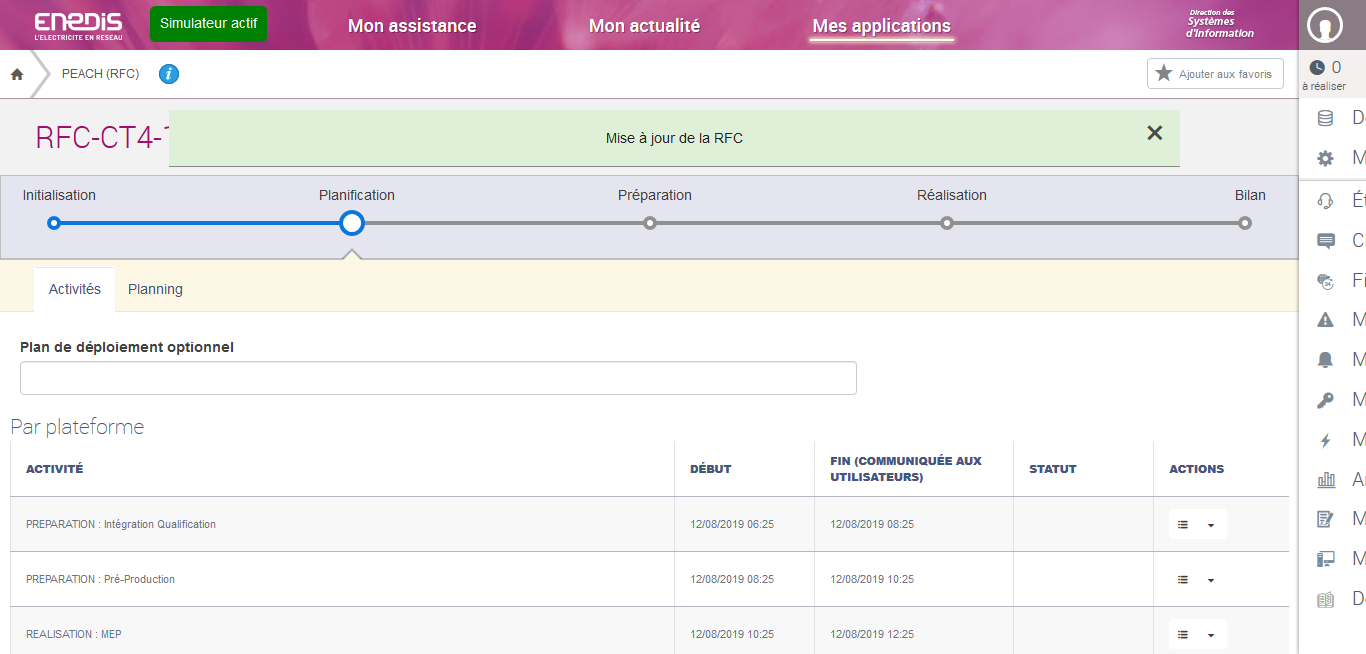 enedis
L'ELECTRICITE EN RESEAU
Simulateur actif
Mon assistance
Mon actualité
Mes applications
Direction des
Systèmes
d'Information
PEACH (RFC)
i
Ajouter aux favoris
0
à réaliser
RFC-CT4-
Mise à jour de la RFC
Initialisation
Planification
Préparation
Réalisation
Bilan
Activités
Planning
Plan de déploiement optionnel
Par plateforme
ACTIVITÉ
DÉBUT
FIN (COMMUNIQUÉE AUX
UTILISATEURS)
STATUT
ACTIONS
PREPARATION : Intégration Qualification
12/08/2019 06:25
12/08/2019 08:25
PREPARATION : Pré-Production
12/08/2019 08:25
12/08/2019 10:25
REALISATION : MEP
12/08/2019 10:25
12/08/2019 12:25